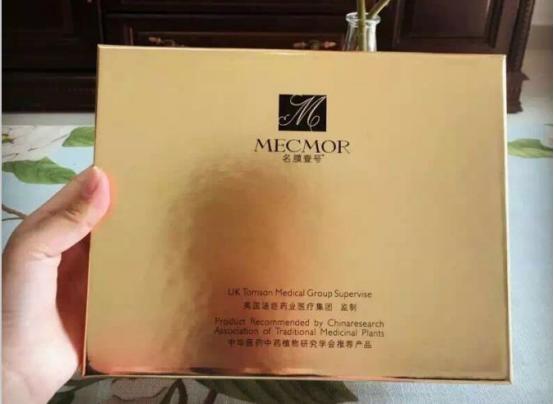 M
MECMOR
名膜壹号
UK Tomson Medical Group Supervise
英国汤臣药业医疗集团 监制
Product Recommended by Chinaresearch
Association of Traditional Medicinal Plants
中华医药中药植物研究学会推荐产品